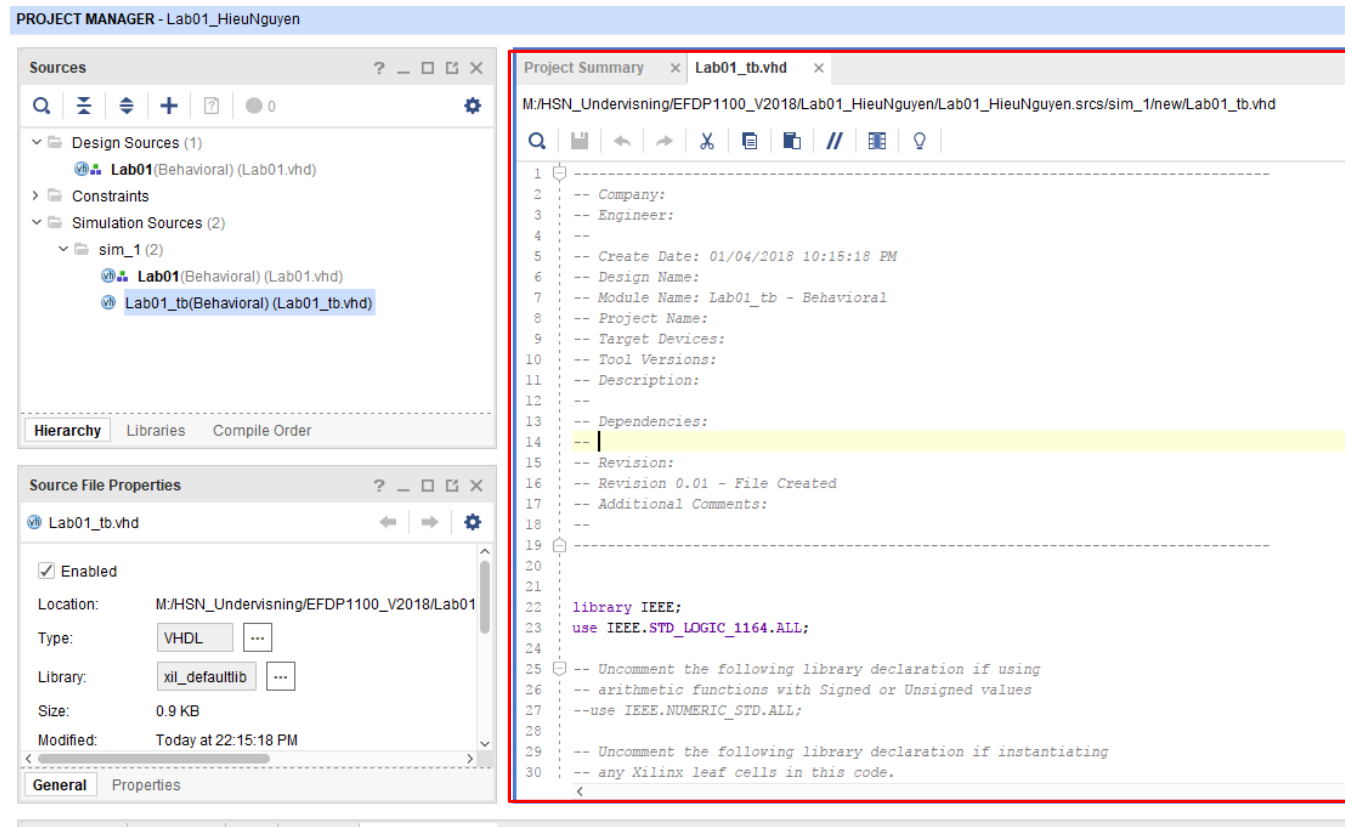 PROJECT MANAGER - Lab01_HieuNguyen
Sources
0
Design Sources (1)
Lab01(Behavioral) (Lab01.vhd)
Constraints
Simulation Sources (2)
sim_1 (2)
Lab01(Behavioral) (Lab01.vhd)
Lab01_tb(Behavioral) (Lab01_tb.vhd)
Hierarchy Libraries Compile Order
Source File Properties
Lab01_tb.vhd
Enabled
Location: M:/HSN_Undervisning/EFDP1100_V2018/Lab01
Type: VHDL ...
Library: xil_defaultlib ...
Size: 0.9 KB
Modified: Today at 22:15:18 PM
General Properties
Project Summary Lab01_tb.vhd
M:/HSN_Undervisning/EFDP1100_V2018/Lab01_HieuNguyen/Lab01_HieuNguyen.srcs/sim_1/new/Lab01_tb.vhd
1 ----------------------------------------------------------------------------------
2 -- Company:
3 -- Engineer:
4 --
5 -- Create Date: 01/04/2018 10:15:18 PM
6 -- Design Name:
7 -- Module Name: Lab01_tb - Behavioral
8 -- Project Name:
9 -- Target Devices:
10 -- Tool Versions:
11 -- Description:
12 --
13 -- Dependencies:
14 --
15 -- Revision:
16 -- Revision 0.01 - File Created
17 -- Additional Comments:
18 --
19 ----------------------------------------------------------------------------------
20
21
22 library IEEE;
23 use IEEE.STD_LOGIC_1164.ALL;
24
25 -- Uncomment the following library declaration if using
26 -- arithmetic functions with Signed or Unsigned values
27 --use IEEE.NUMERIC_STD.ALL;
28
29 -- Uncomment the following library declaration if instantiating
30 -- any Xilinx leaf cells in this code.